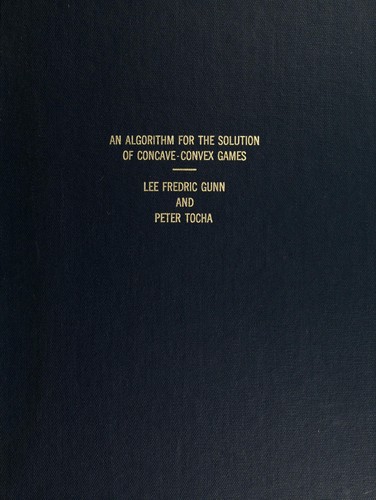 AN ALGORITHM FOR THE SOLUTION
OF CONCAVE-CONVEX GAMES
LEE FREDRIC GUNN
AND
PETER TOCHA